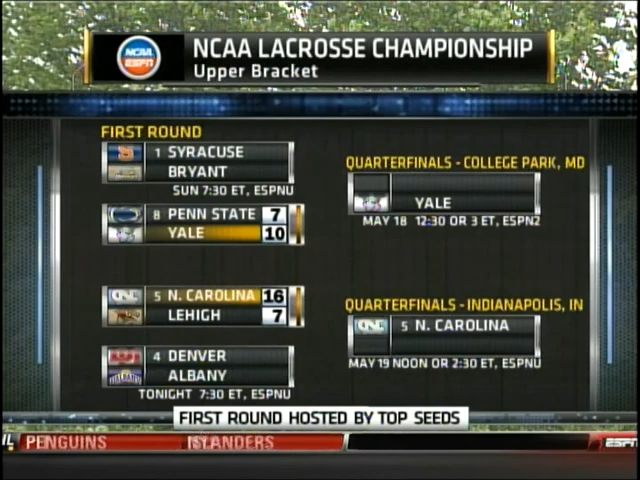 NCAA
ESPN
NCAA LACROSSE CHAMPIONSHIP
Upper Bracket
FIRST ROUND
1 SYRACUSE
BRYANT
SUN 7:30 ET, ESPNU
8 PENN STATE 7
YALE 10
UNC 5 N. CAROLINA 16
LEHIGH 7
4 DENVER
ALBANY
TONIGHT 7:30 ET, ESPNU
QUARTERFINALS - COLLEGE PARK, MD
YALE
MAY 18 12:30 OR 3 ET, ESPN2
QUARTERFINALS - INDIANAPOLIS, IN
UNC 5 N. CAROLINA
MAY 19 NOON OR 2:30 ET, ESPNU
FIRST ROUND HOSTED BY TOP SEEDS
PENGUINS ISLANDERS